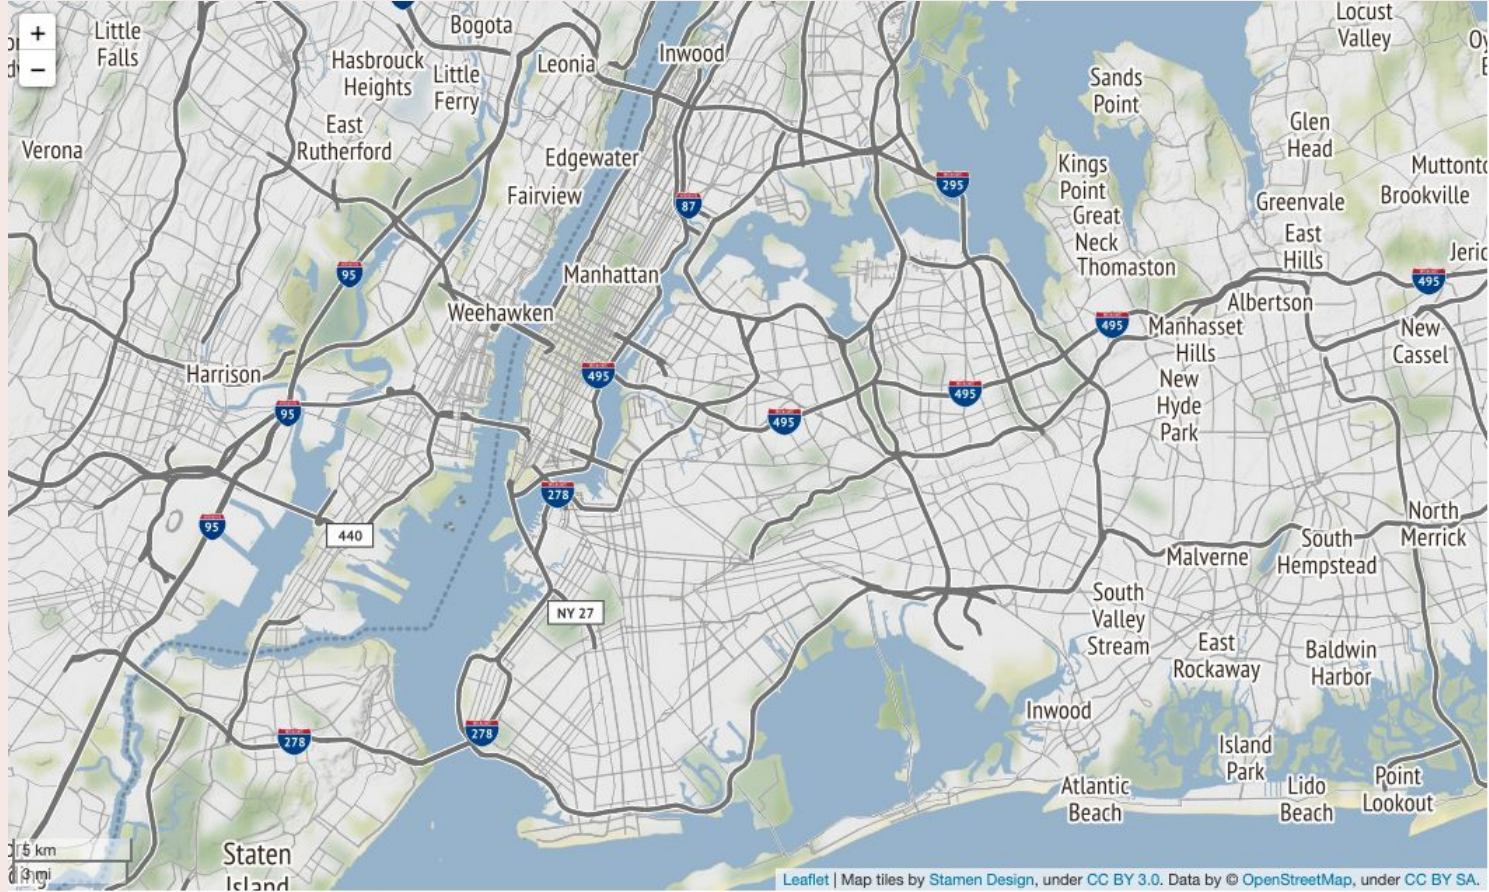 +
−
Little
Falls
Bogota
Hasbrouck
Heights
Little
Ferry
Leonia
Inwood
Locust
Valley
Sands
Point
East
Rutherford
Verona
Edgewater
Fairview
Glen
Head
Kings
Point
Great
Neck
Thomaston
Greenvale
Brookville
East
Hills
295
87
95
Manhattan
Weehawken
495
Albertson
495
Manhasset
Hills
New
Cassel
Harrison
495
New
Hyde
Park
495
95
495
278
95
440
North
Merrick
Malverne
South
Hempstead
NY 27
South
Valley
Stream
East
Rockaway
Baldwin
Harbor
Inwood
278
278
Island
Park
Atlantic
Beach
Lido
Beach
Point
Lookout
5 km
3 mi
Staten
Island
Leaflet | Map tiles by Stamen Design, under CC BY 3.0. Data by © OpenStreetMap, under CC BY SA.